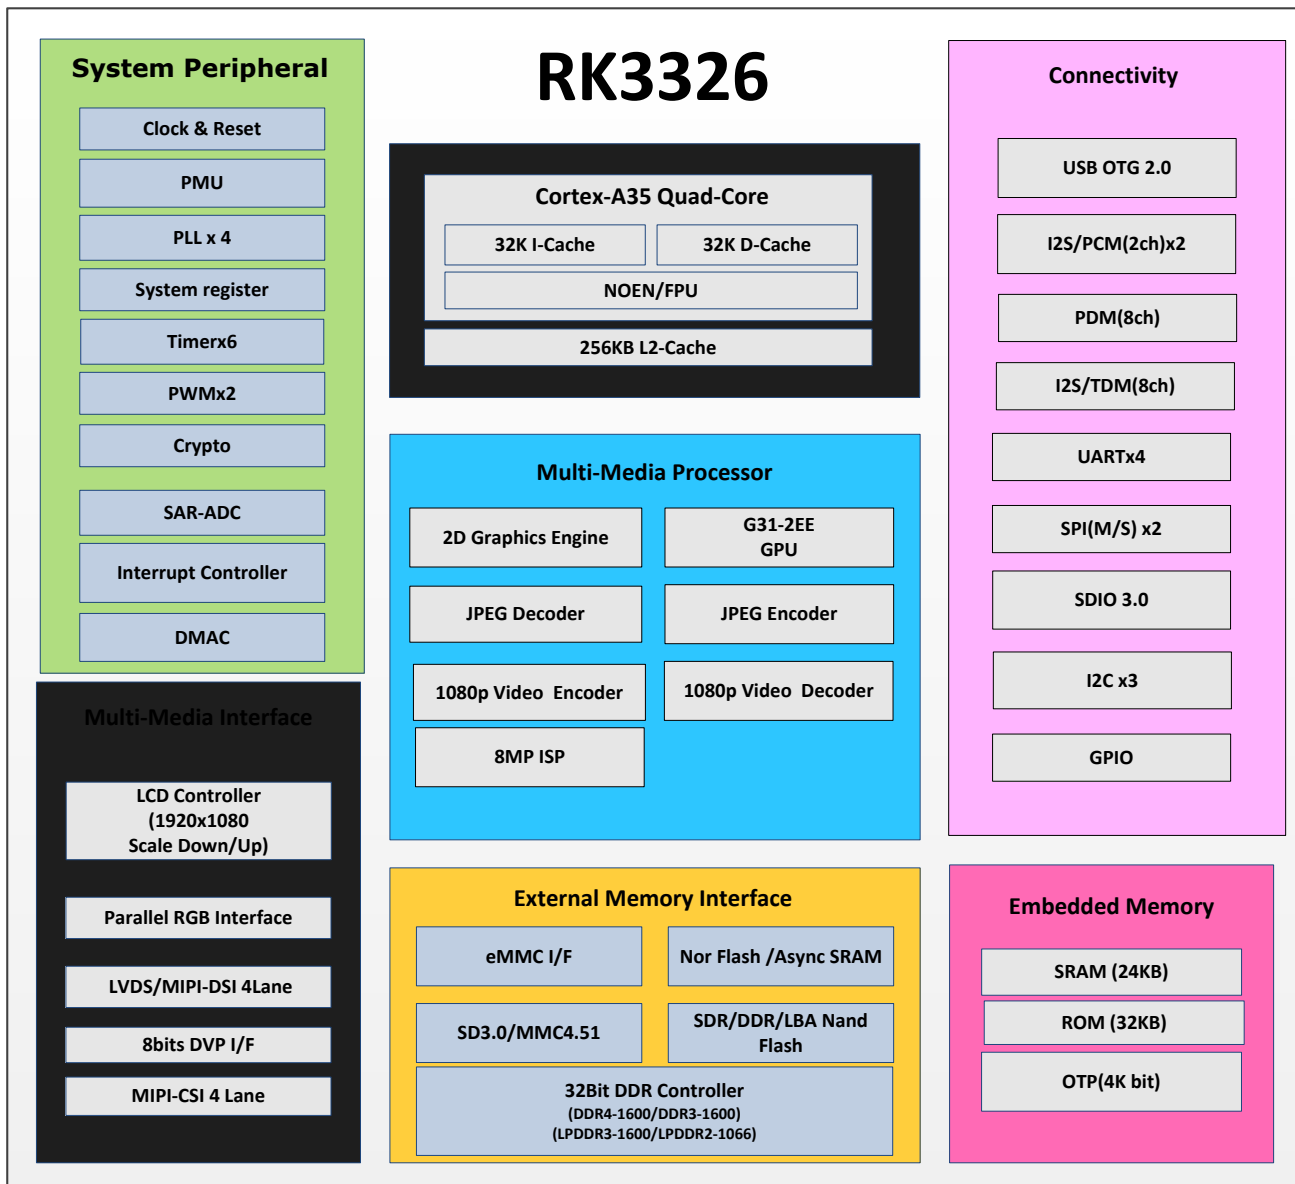 RK3326
System Peripheral
Clock & Reset
PMU
PLL x 4
System register
Timerx6
PWMx2
Crypto
SAR-ADC
Interrupt Controller
DMAC
Multi-Media Interface
LCD Controller
(1920x1080
Scale Down/Up)
Parallel RGB Interface
LVDS/MIPI-DSI 4Lane
8bits DVP I/F
MIPI-CSI 4 Lane
Cortex-A35 Quad-Core
32K I-Cache
32K D-Cache
NOEN/FPU
256KB L2-Cache
Multi-Media Processor
2D Graphics Engine
G31-2EE
GPU
JPEG Decoder
JPEG Encoder
1080p Video  Encoder
1080p Video  Decoder
8MP ISP
External Memory Interface
eMMC I/F
Nor Flash /Async SRAM
SD3.0/MMC4.51
SDR/DDR/LBA Nand
Flash
32Bit DDR Controller
(DDR4-1600/DDR3-1600)
(LPDDR3-1600/LPDDR2-1066)
Connectivity
USB OTG 2.0
I2S/PCM(2ch)x2
PDM(8ch)
I2S/TDM(8ch)
UARTx4
SPI(M/S) x2
SDIO 3.0
I2C x3
GPIO
Embedded Memory
SRAM (24KB)
ROM (32KB)
OTP(4K bit)